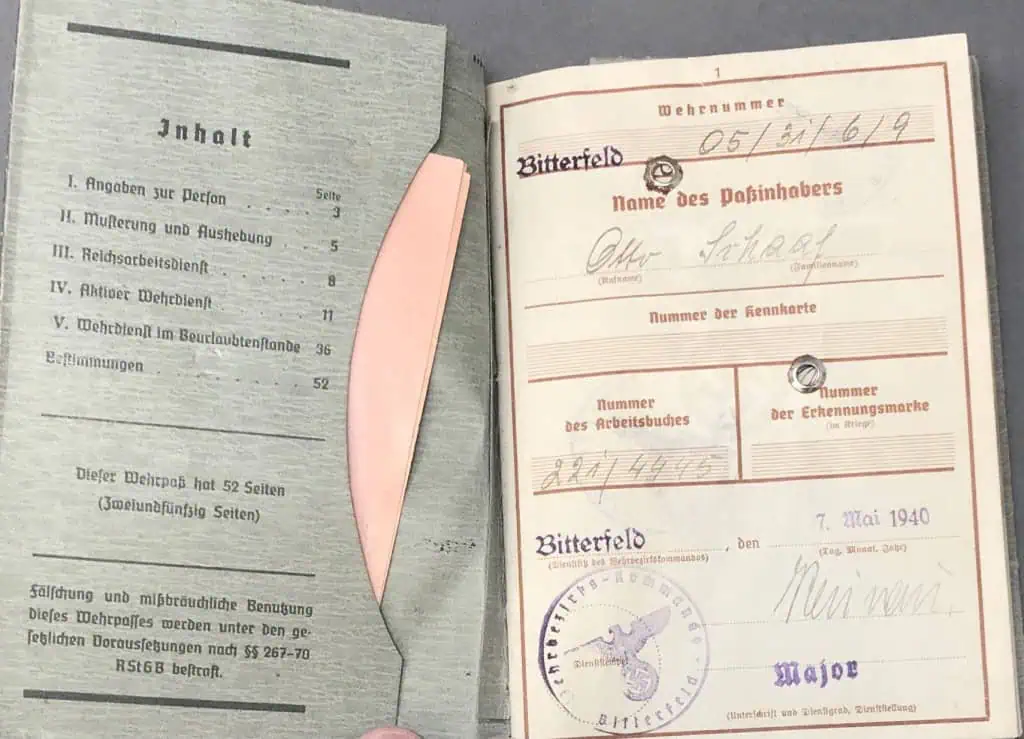 Inhalt
Seite
I. Angaben zur Person . . . . 3
II. Musterung und Aushebung . . 5
III. Reichsarbeitsdienst . . . . . 8
IV. Aktiver Wehrdienst . . . . . 11
V. Wehrdienst im Beurlaubtenstande 36
Bestimmungen . . . . . . . . 52
Dieser Wehrpaß hat 52 Seiten
(Zweiundfünfzig Seiten)
Fälschung und mißbräuchliche Benutzung
dieses Wehrpasses werden unter den ge-
setzlichen Voraussetzungen nach §§ 267-70
RStGB bestraft.
1
Wehrnummer
Bitterfeld 05/31/6/9
Name des Paßinhabers
Otto Schaaf
(Rufname) (Familienname)
Nummer der Kennkarte
Nummer
des Arbeitsbuches
221/4945
Nummer
der Erkennungsmarke
(im Kriege)
Bitterfeld, den 7. Mai 1940
(Dienstsitz des Wehrbezirkskommandos) (Tag, Monat, Jahr)
Wehrbezirks-Kommando
Bitterfeld
Dienststempel
Major
(Unterschrift und Dienstgrad, Dienststellung)